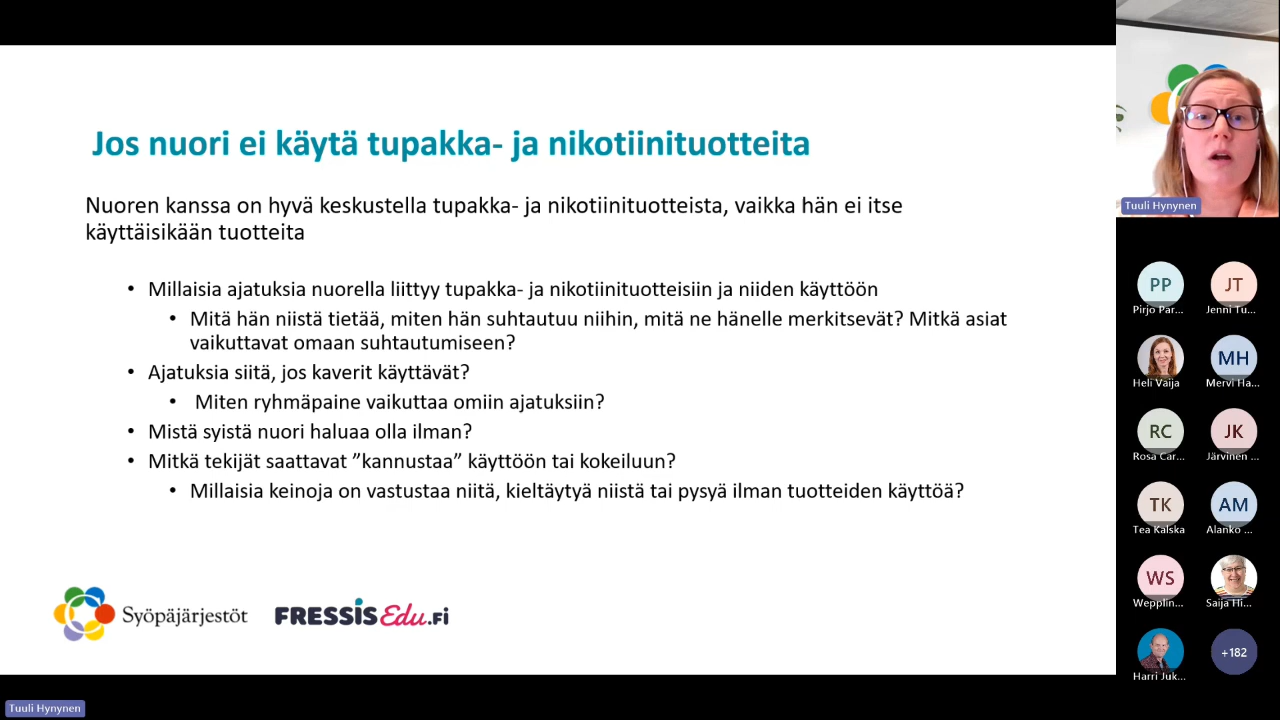 Jos nuori ei käytä tupakka- ja nikotiinituotteita
Nuoren kanssa on hyvä keskustella tupakka- ja nikotiinituotteista, vaikka hän ei itse
käyttäisikään tuotteita
• Millaisia ajatuksia nuorella liittyy tupakka- ja nikotiinituotteisiin ja niiden käyttöön
• Mitä hän niistä tietää, miten hän suhtautuu niihin, mitä ne hänelle merkitsevät? Mitkä asiat
vaikuttavat omaan suhtautumiseen?
• Ajatuksia siitä, jos kaverit käyttävät?
• Miten ryhmäpaine vaikuttaa omiin ajatuksiin?
• Mistä syistä nuori haluaa olla ilman?
• Mitkä tekijät saattavat ”kannustaa” käyttöön tai kokeiluun?
• Millaisia keinoja on vastustaa niitä, kieltäytyä niistä tai pysyä ilman tuotteiden käyttöä?
Syöpäjärjestöt
FRESSIS Edu.fi
Tuuli Hynynen
Tuuli Hynynen
PP JT
Pirjo Par... Jenni Tu...
MH
Heli Vaija Mervi Ha...
RC JK
Rosa Car... Järvinen ...
TK AM
Tea Kalska Alanko ...
WS
Wepplin... Saija Hi...
+182
Harri Juk...